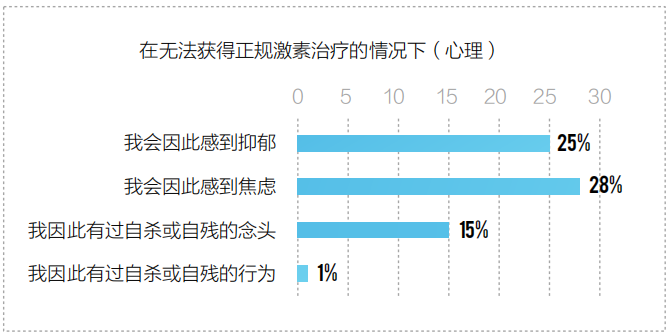 在无法获得正规激素治疗的情况下（心理）
0 5 10 15 20 25 30
我会因此感到抑郁 25%
我会因此感到焦虑 28%
我因此有过自杀或自残的念头 15%
我因此有过自杀或自残的行为 1%